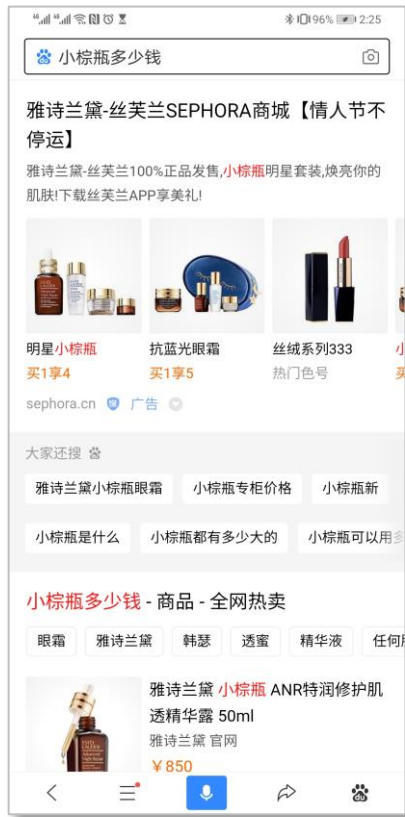 96% 2:25
小棕瓶多少钱
雅诗兰黛-丝芙兰SEPHORA商城【情人节不
停运】
雅诗兰黛-丝芙兰100%正品发售,小棕瓶明星套装,焕亮你的
肌肤!下载丝芙兰APP享美礼!
明星小棕瓶
抗蓝光眼霜
丝绒系列333
买1享4
买1享5
热门色号
sephora.cn 广告
大家还搜
雅诗兰黛小棕瓶眼霜 小棕瓶专柜价格 小棕瓶新
小棕瓶是什么 小棕瓶都有多少大的 小棕瓶可以用多
小棕瓶多少钱 - 商品 - 全网热卖
眼霜 雅诗兰黛 韩瑟 透蜜 精华液 任何
雅诗兰黛 小棕瓶 ANR特润修护肌
透精华露 50ml
雅诗兰黛 官网
￥850